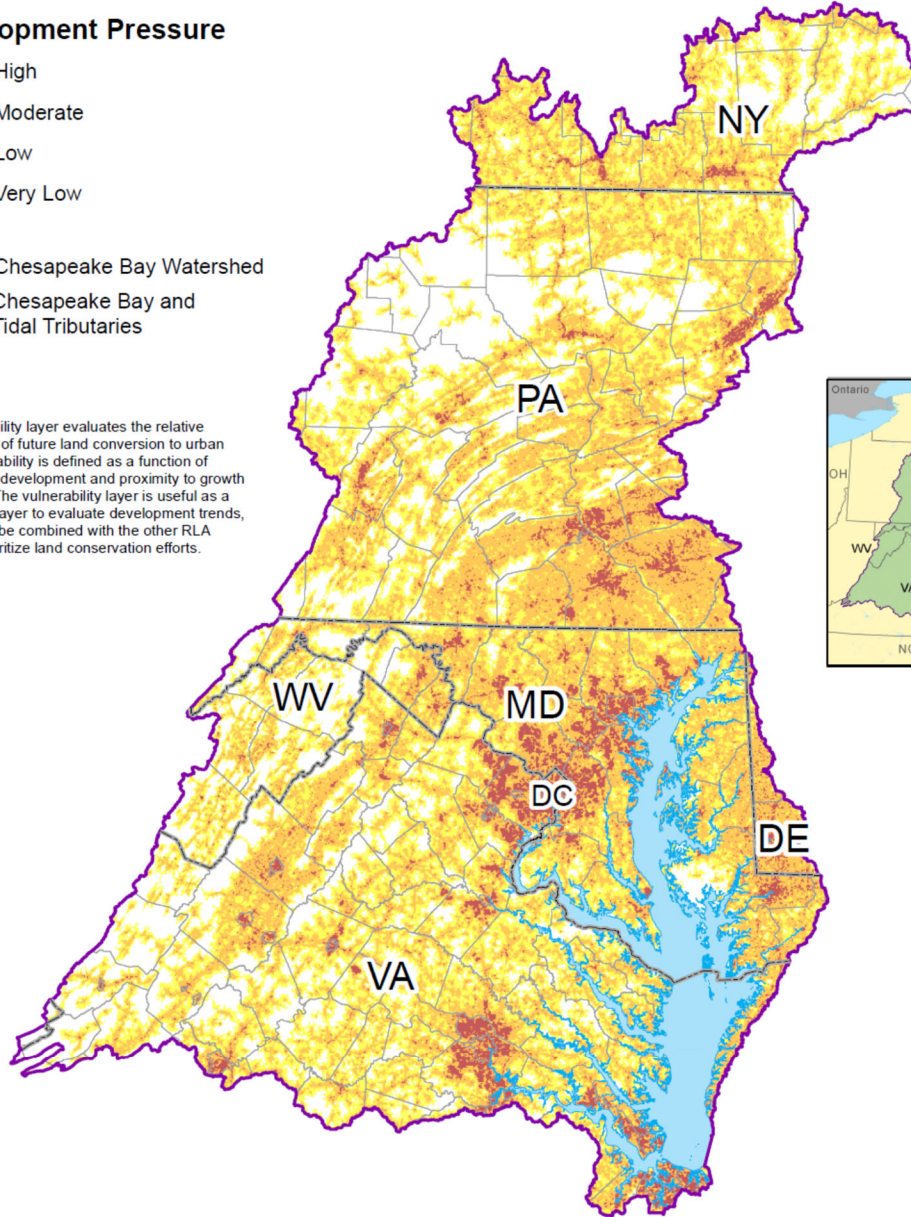 opment Pressure
High
Moderate
Low
Very Low
Chesapeake Bay Watershed
Chesapeake Bay and
Tidal Tributaries
ility layer evaluates the relative
of future land conversion to urban
ability is defined as a function of
development and proximity to growth
The vulnerability layer is useful as a
ayer to evaluate development trends,
be combined with the other RLA
ritize land conservation efforts.
NY
PA
WV
MD
DC
DE
VA
Ontario
OH
WV
VA
NC